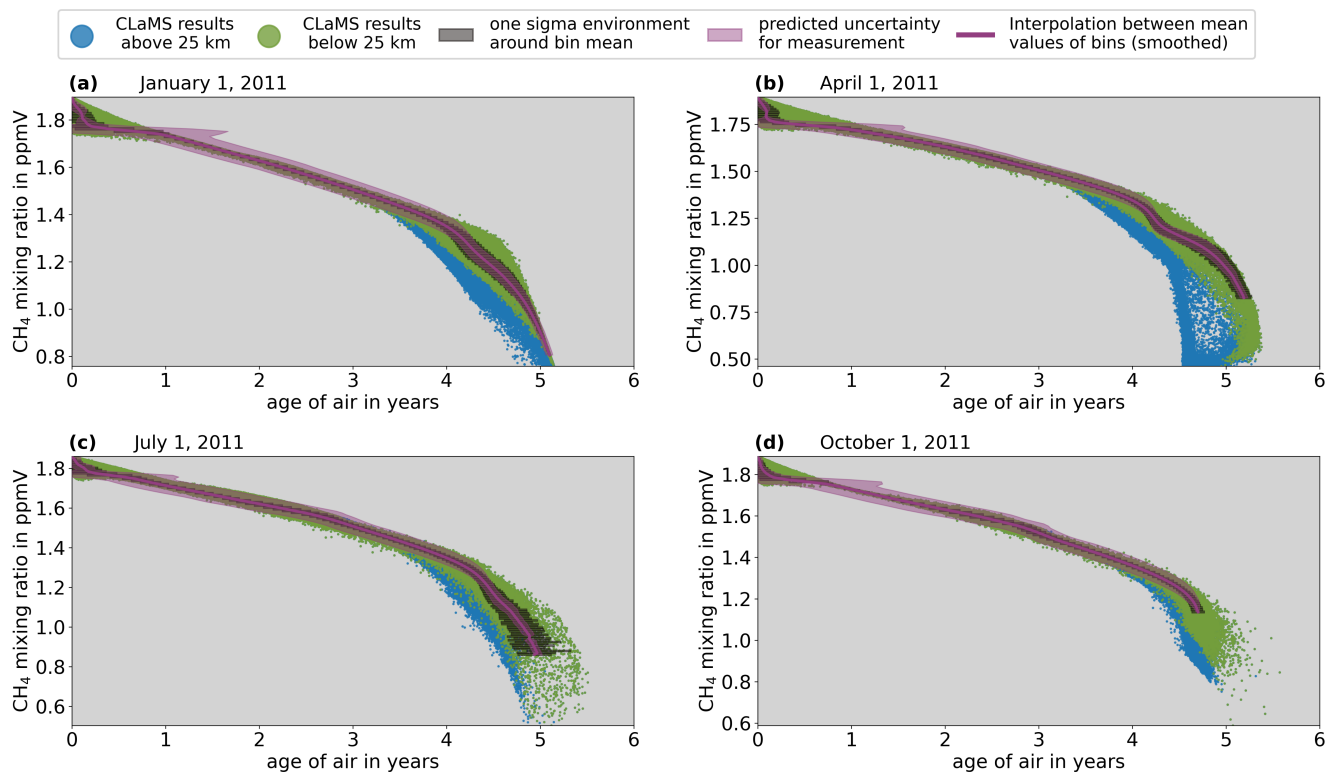 CLaMS results above 25 km
CLaMS results below 25 km
one sigma environment around bin mean
predicted uncertainty for measurement
Interpolation between mean values of bins (smoothed)
(a) January 1, 2011
CH₄ mixing ratio in ppmV
1.8
1.6
1.4
1.2
1.0
0.8
0 1 2 3 4 5 6
age of air in years
(b) April 1, 2011
CH₄ mixing ratio in ppmV
1.75
1.50
1.25
1.00
0.75
0.50
0 1 2 3 4 5 6
age of air in years
(c) July 1, 2011
CH₄ mixing ratio in ppmV
1.8
1.6
1.4
1.2
1.0
0.8
0.6
0 1 2 3 4 5 6
age of air in years
(d) October 1, 2011
CH₄ mixing ratio in ppmV
1.8
1.6
1.4
1.2
1.0
0.8
0.6
0 1 2 3 4 5 6
age of air in years